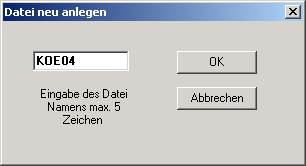 Datei neu anlegen
KOE04
OK
Eingabe des Datei
Namens max. 5
Zeichen
Abbrechen